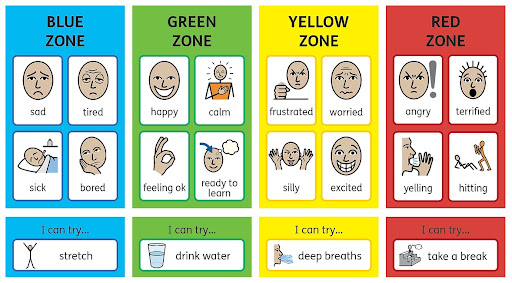 BLUE
ZONE
sad
tired
sick
bored
GREEN
ZONE
happy
calm
feeling ok
ready to
learn
YELLOW
ZONE
frustrated
worried
silly
excited
RED
ZONE
angry
terrified
yelling
hitting
I can try...
stretch
I can try...
drink water
I can try...
deep breaths
I can try...
take a break